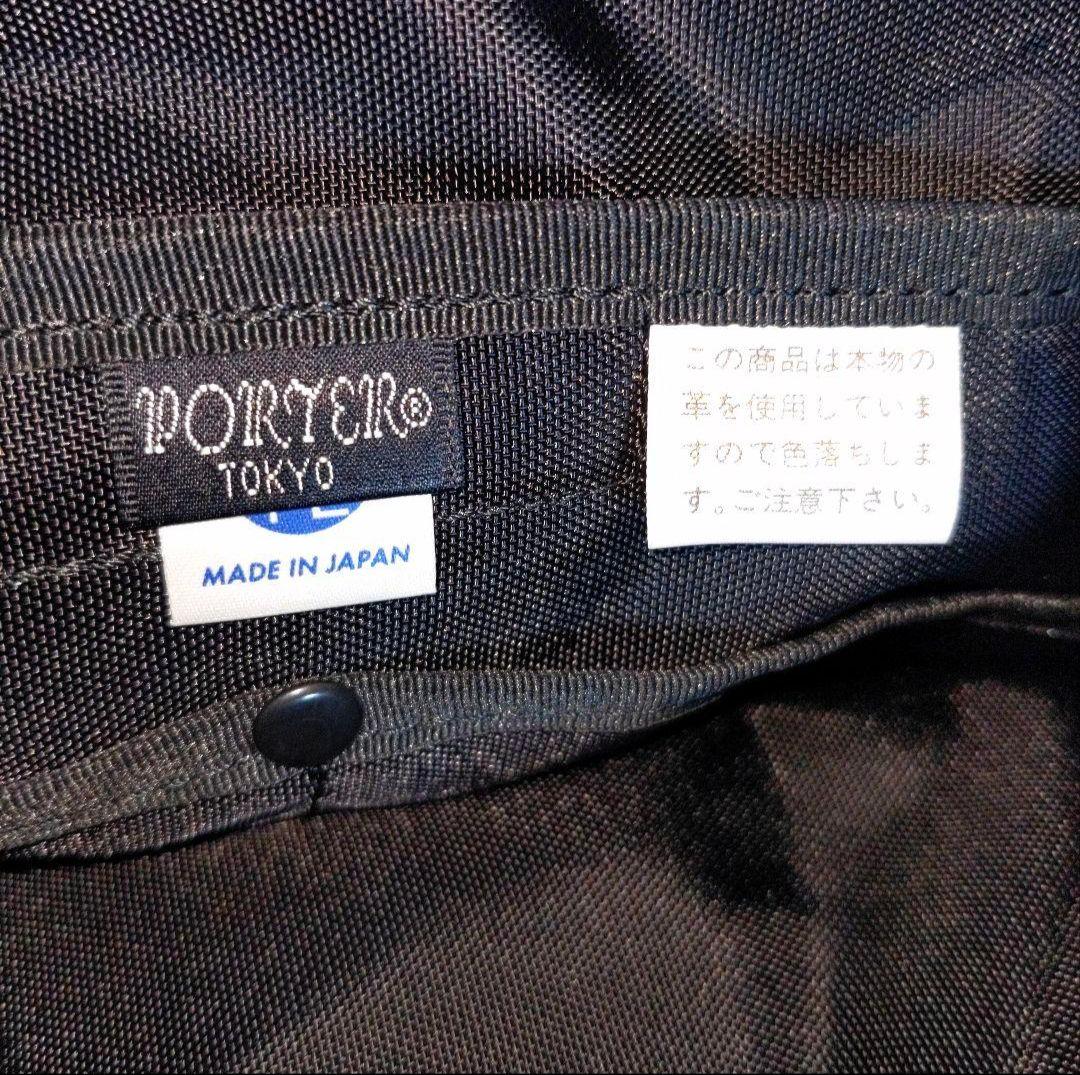 PORTER®
TOKYO
MADE IN JAPAN
この商品は本物の
革を使用していま
すので色落ちしま
す。ご注意下さい。